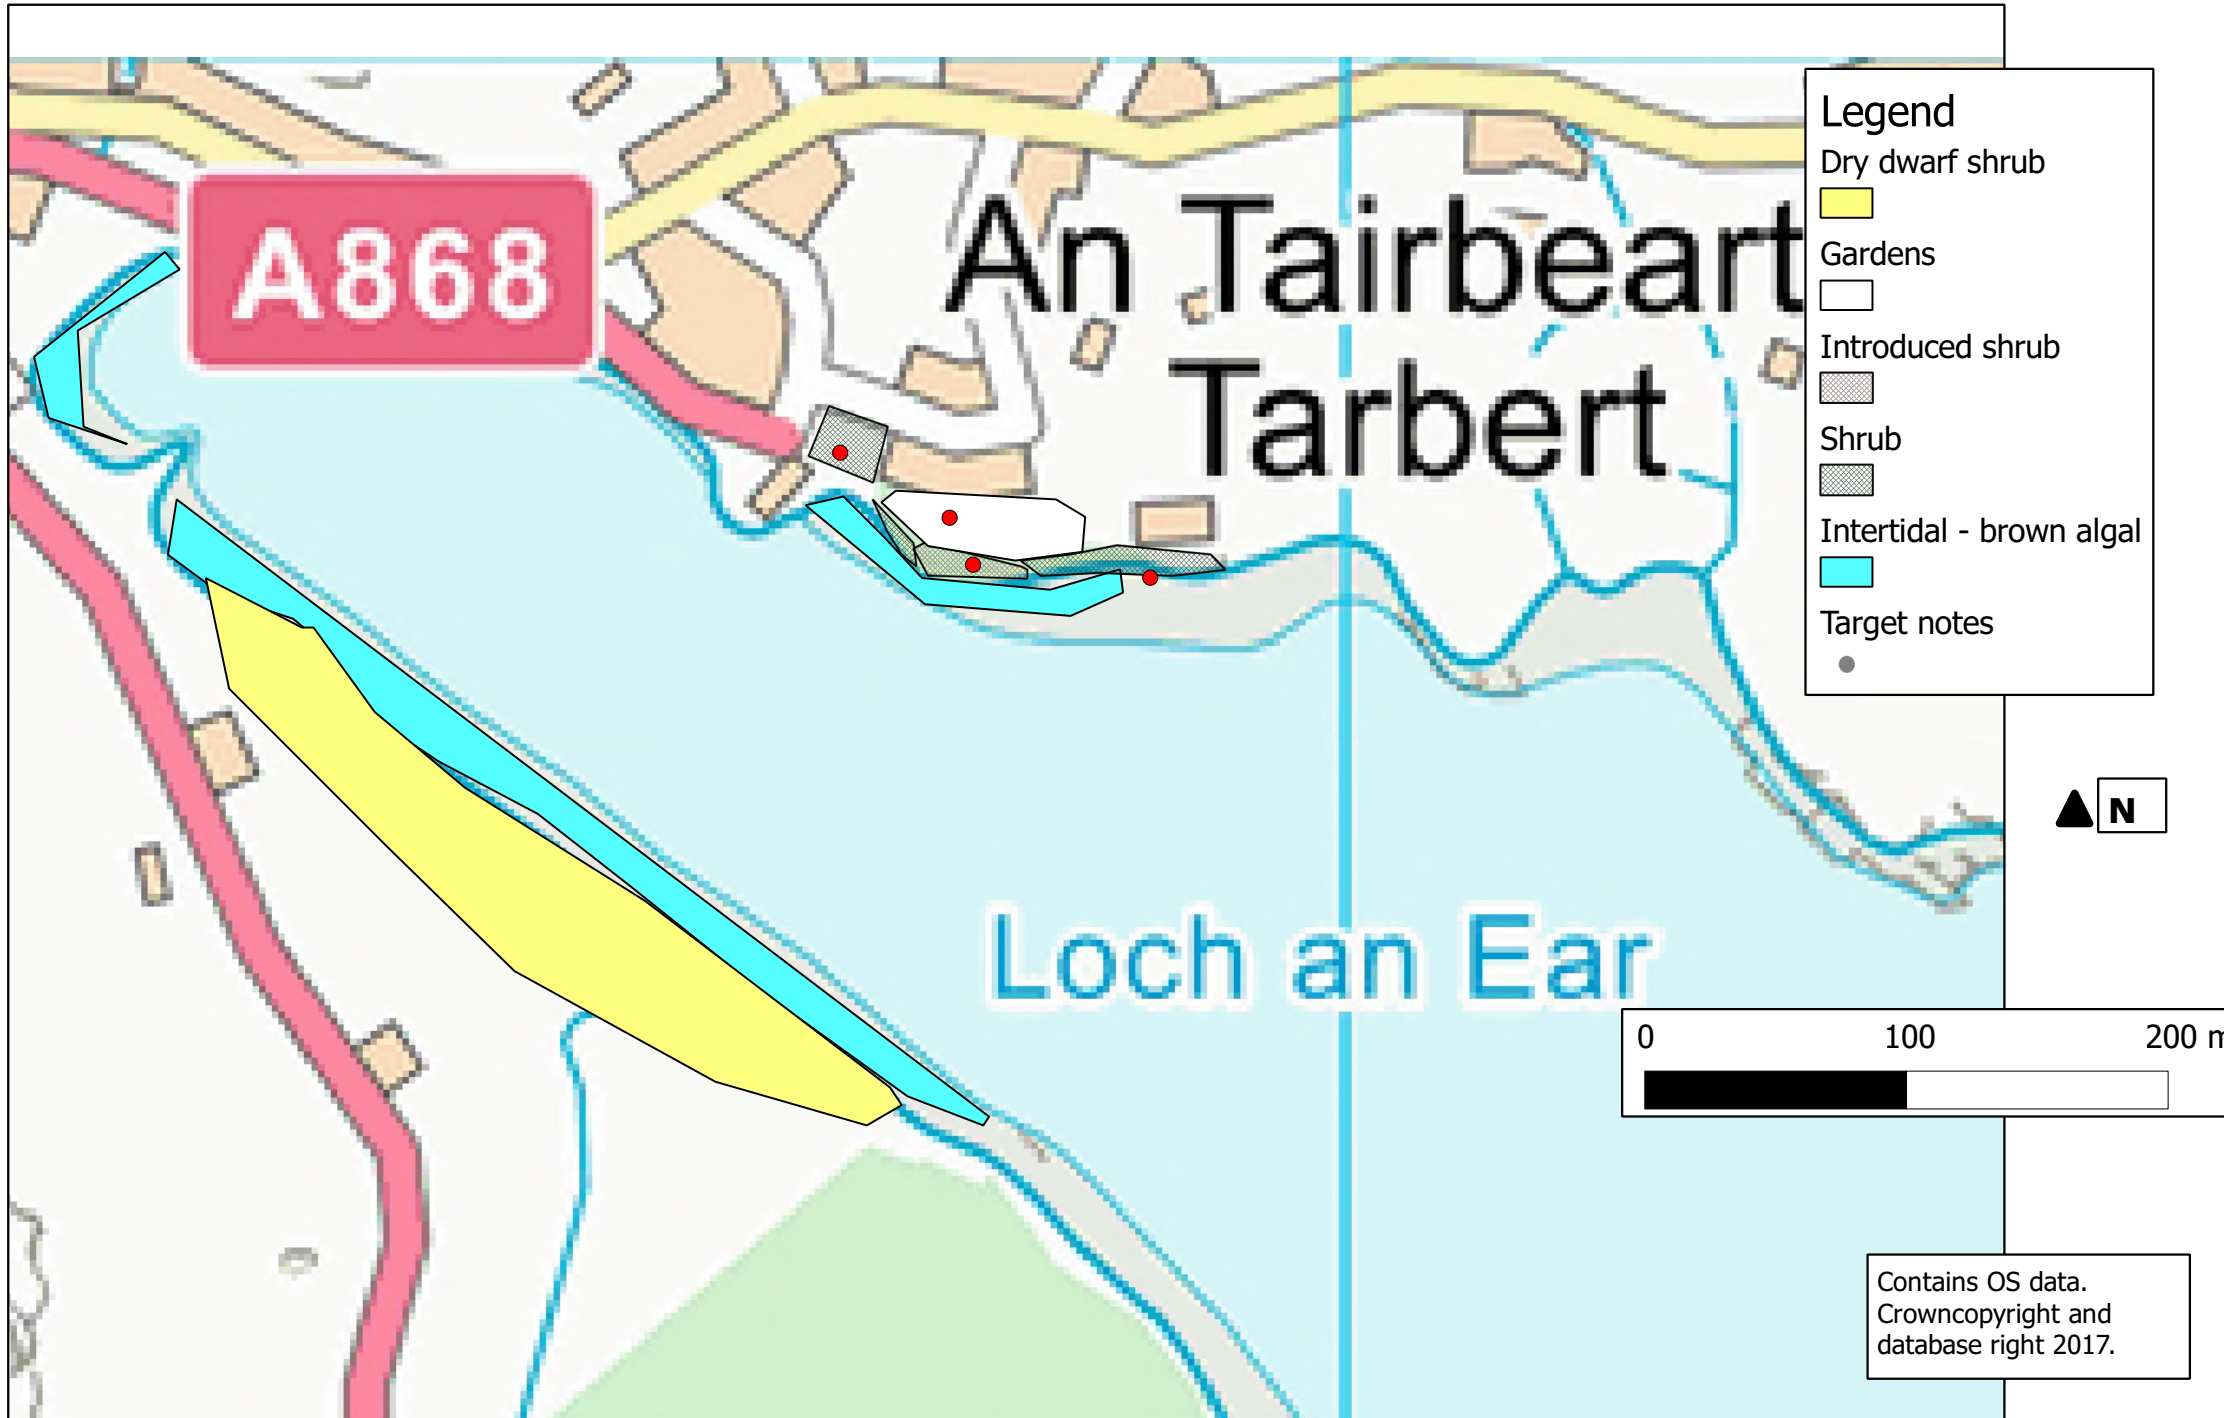 A868
An Tairbeart
Tarbert
Loch an Ear
Legend
Dry dwarf shrub
Gardens
Introduced shrub
Shrub
Intertidal - brown algal
Target notes
N
0 100 200 m
Contains OS data.
Crowncopyright and
database right 2017.